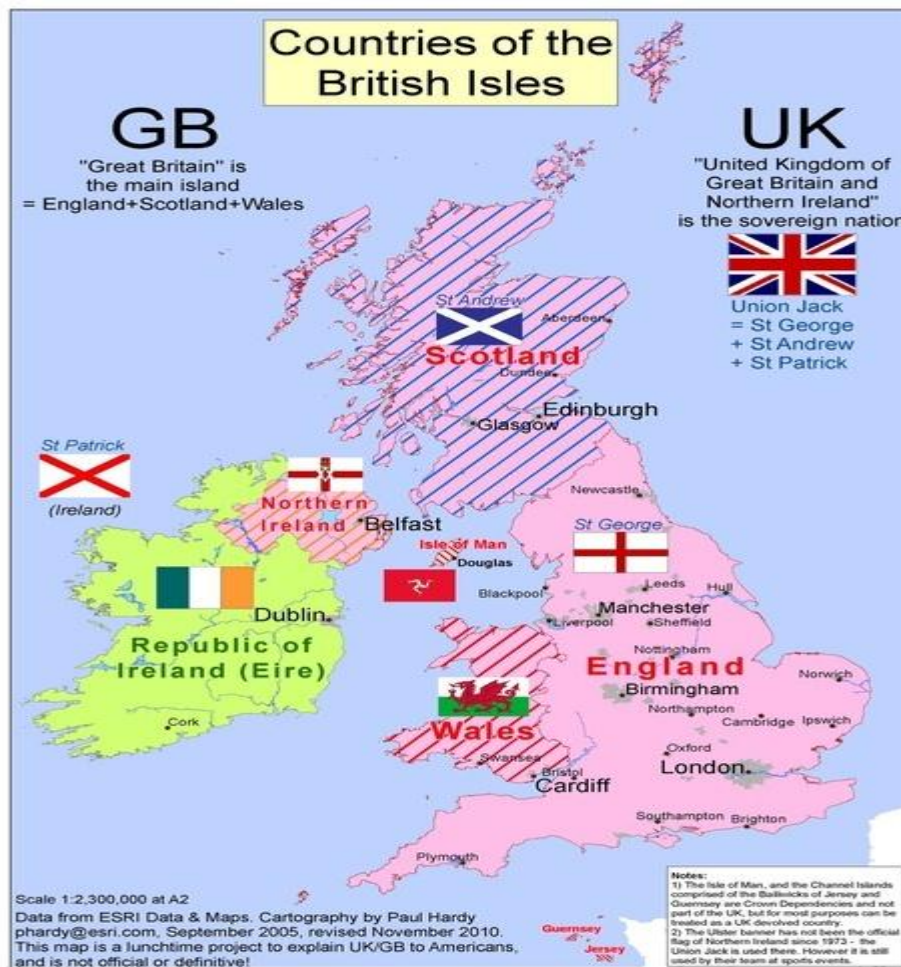 Countries of the
British Isles
GB
"Great Britain" is
the main island
= England+Scotland+Wales
UK
"United Kingdom of
Great Britain and
Northern Ireland"
is the sovereign nation
Union Jack
= St George
+ St Andrew
+ St Patrick
St Andrew
Aberdeen
Scotland
Dundee
Edinburgh
Glasgow
St Patrick
(Ireland)
Northern
Ireland
Belfast
Newcastle
St George
Isle of Man
Douglas
Blackpool
Leeds
Hull
Manchester
Liverpool
Sheffield
Dublin
Republic of
Ireland (Eire)
Cork
Nottingham
England
Norwich
Birmingham
Northampton
Cambridge
Ipswich
Wales
Swansea
Oxford
London
Bristol
Cardiff
Southampton
Brighton
Plymouth
Guernsey
Jersey
Scale 1:2,300,000 at A2
Data from ESRI Data & Maps. Cartography by Paul Hardy
phardy@esri.com, September 2005, revised November 2010.
This map is a lunchtime project to explain UK/GB to Americans,
and is not official or definitive!
Notes:
1) The Isle of Man, and the Channel Islands
comprised of the Bailiwicks of Jersey and
Guernsey are Crown Dependencies and not
part of the UK, but for most purposes can be
treated as a UK devolved country.
2) The Ulster banner has not been the official
flag of Northern Ireland since 1973 - the
Union Jack is used there. However it is still
used by their team at sports events.